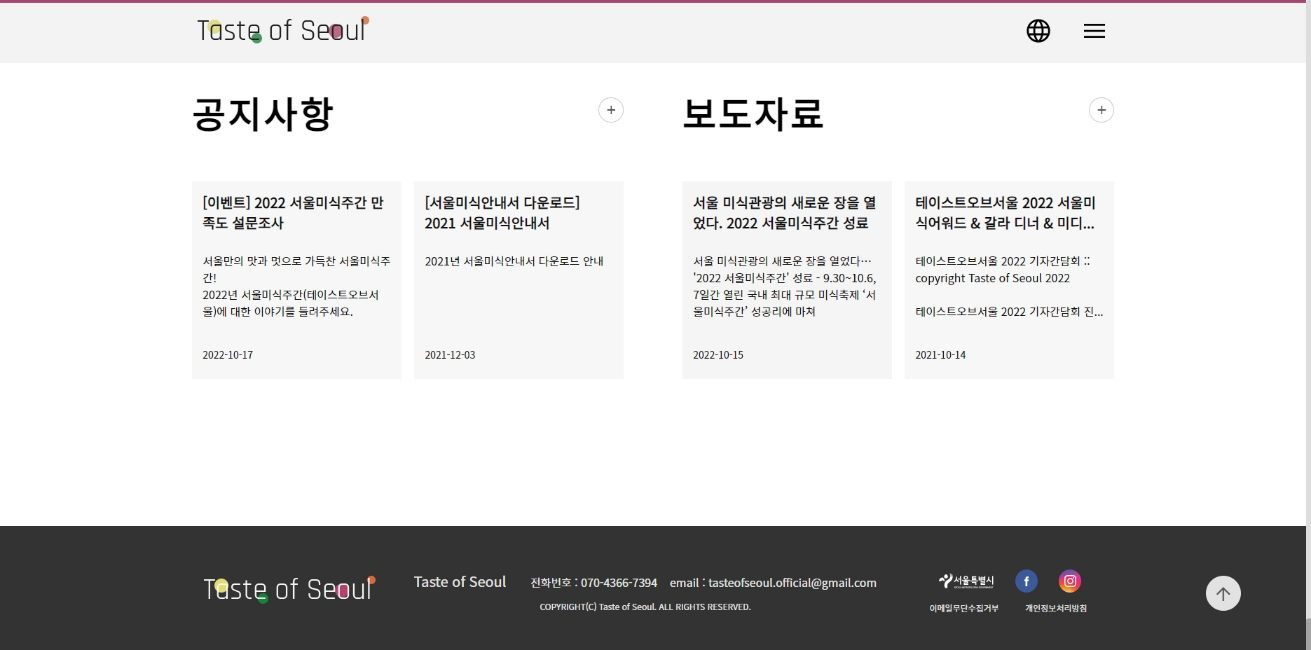 Taste of Seoul
공지사항
[이벤트] 2022 서울미식주간 만
족도 설문조사
서울만의 맛과 멋으로 가득찬 서울미식주
간!
2022년 서울미식주간(테이스트오브서
울)에 대한 이야기를 들려주세요.
2022-10-17
[서울미식안내서 다운로드]
2021 서울미식안내서
2021년 서울미식안내서 다운로드 안내
2021-12-03
보도자료
서울 미식관광의 새로운 장을 열
었다. 2022 서울미식주간 성료
서울 미식관광의 새로운 장을 열었다…
'2022 서울미식주간' 성료 - 9.30~10.6,
7일간 열린 국내 최대 규모 미식축제 ‘서
울미식주간’ 성공리에 마쳐
2022-10-15
테이스트오브서울 2022 서울미
식어워드 & 갈라 디너 & 미디...
테이스트오브서울 2022 기자간담회 ::
copyright Taste of Seoul 2022
테이스트오브서울 2022 기자간담회 진...
2021-10-14
Taste of Seoul
Taste of Seoul 전화번호 : 070-4366-7394 email : tasteofseoul.official@gmail.com
COPYRIGHT(C) Taste of Seoul. ALL RIGHTS RESERVED.
서울특별시
이메일무단수집거부 개인정보처리방침